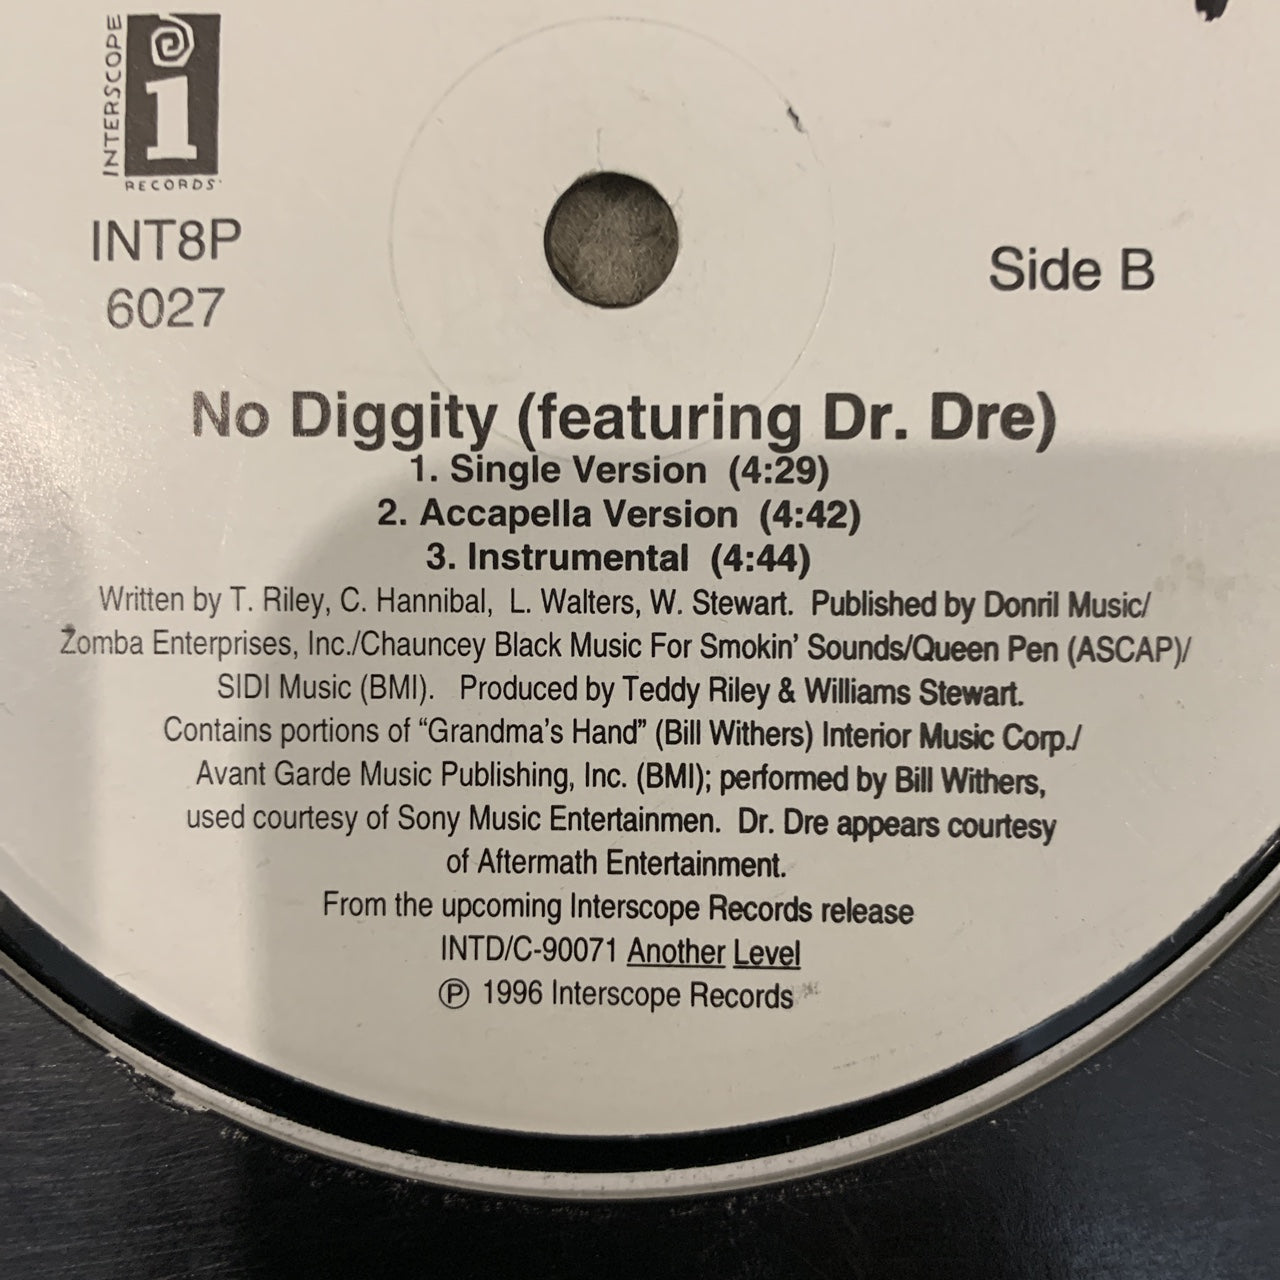 INTERSCOPE
i
RECORDS
INT8P
6027
Side B
No Diggity (featuring Dr. Dre)
1. Single Version (4:29)
2. Accapella Version (4:42)
3. Instrumental (4:44)
Written by T. Riley, C. Hannibal, L. Walters, W. Stewart. Published by Donril Music/
Zomba Enterprises, Inc./Chauncey Black Music For Smokin' Sounds/Queen Pen (ASCAP)/
SIDI Music (BMI). Produced by Teddy Riley & Williams Stewart.
Contains portions of “Grandma's Hand” (Bill Withers) Interior Music Corp./
Avant Garde Music Publishing, Inc. (BMI); performed by Bill Withers,
used courtesy of Sony Music Entertainmen. Dr. Dre appears courtesy
of Aftermath Entertainment.
From the upcoming Interscope Records release
INTD/C-90071 Another Level
℗ 1996 Interscope Records